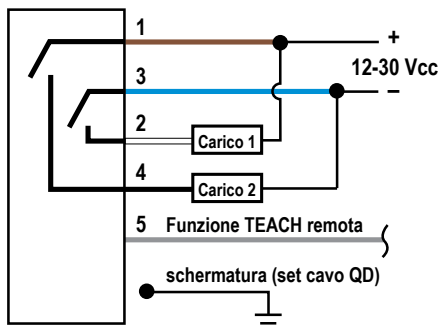 1
+
12-30 Vcc
3
–
2
Carico 1
4
Carico 2
5 Funzione TEACH remota
schermatura (set cavo QD)